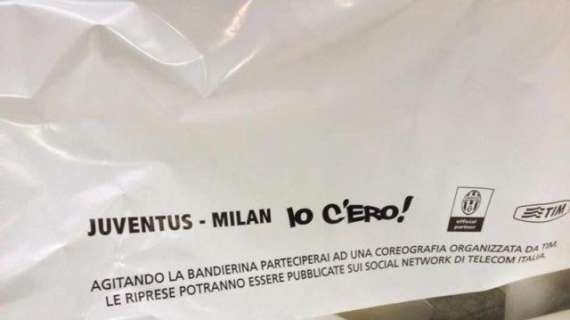 JUVENTUS - MILAN IO C'ERO!
official
partner
TIM
AGITANDO LA BANDIERINA PARTECIPERAI AD UNA COREOGRAFIA ORGANIZZATA DA TIM.
LE RIPRESE POTRANNO ESSERE PUBBLICATE SUI SOCIAL NETWORK DI TELECOM ITALIA.